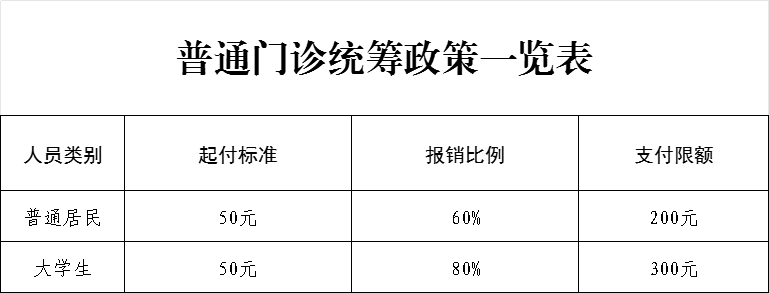 普通门诊统筹政策一览表
人员类别 起付标准 报销比例 支付限额
普通居民 50元 60% 200元
大学生 50元 80% 300元